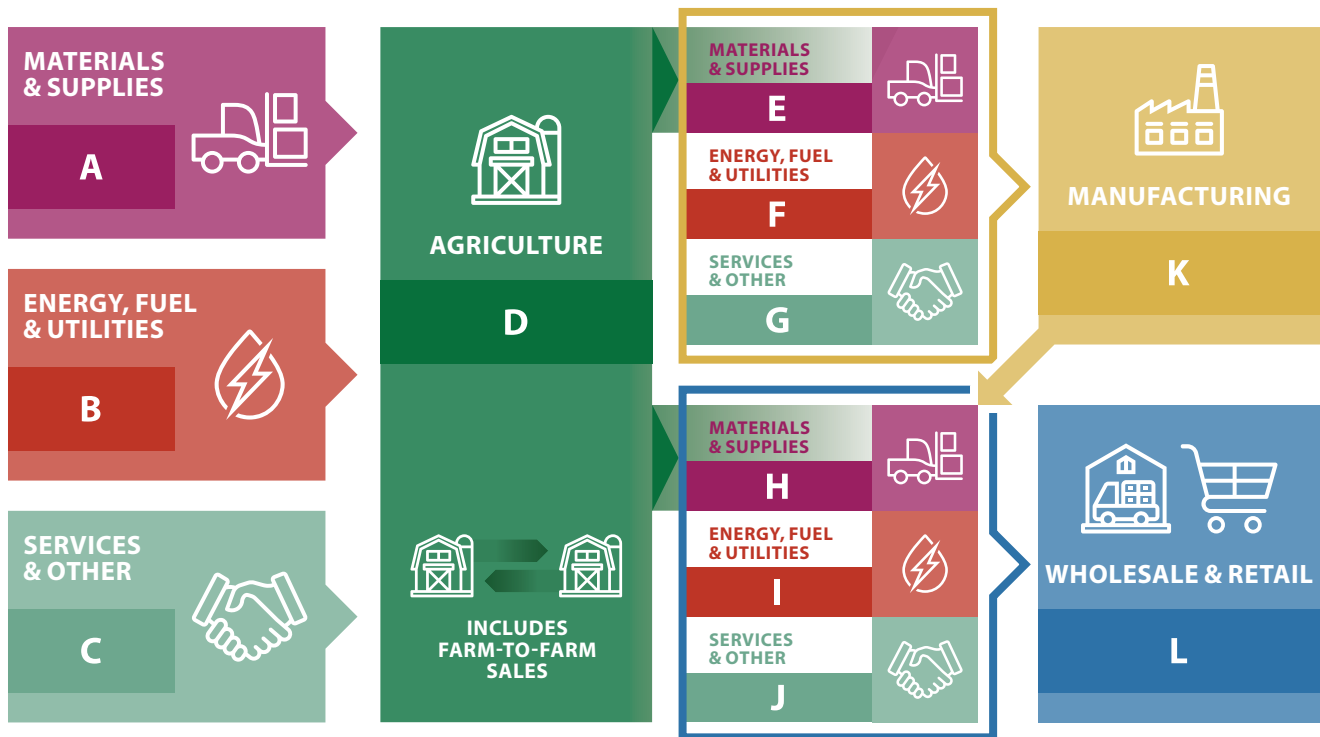 MATERIALS
& SUPPLIES
A
ENERGY, FUEL
& UTILITIES
B
SERVICES
& OTHER
C
AGRICULTURE
D
INCLUDES
FARM-TO-FARM
SALES
MATERIALS
& SUPPLIES
E
ENERGY, FUEL
& UTILITIES
F
SERVICES
& OTHER
G
MATERIALS
& SUPPLIES
H
ENERGY, FUEL
& UTILITIES
I
SERVICES
& OTHER
J
MANUFACTURING
K
WHOLESALE & RETAIL
L